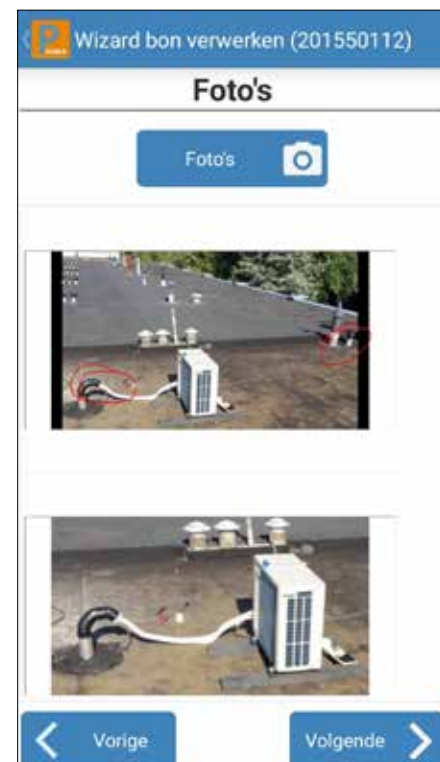 Wizard bon verwerken (201550112)
Foto's
Foto's
Vorige
Volgende